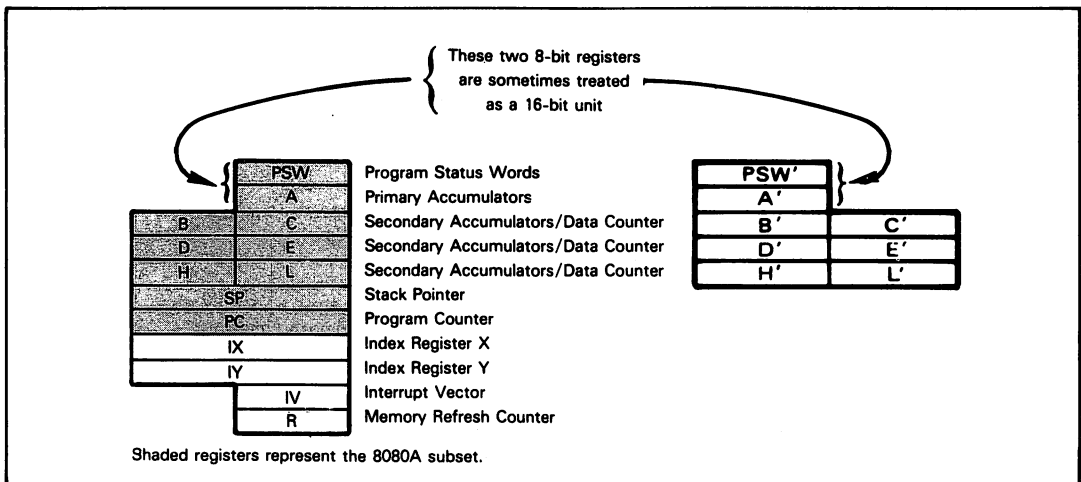 These two 8-bit registers
are sometimes treated
as a 16-bit unit
PSW Program Status Words PSW'
A Primary Accumulators A'
B C Secondary Accumulators/Data Counter B' C'
D E Secondary Accumulators/Data Counter D' E'
H L Secondary Accumulators/Data Counter H' L'
SP Stack Pointer
PC Program Counter
IX Index Register X
IY Index Register Y
IV Interrupt Vector
R Memory Refresh Counter
Shaded registers represent the 8080A subset.